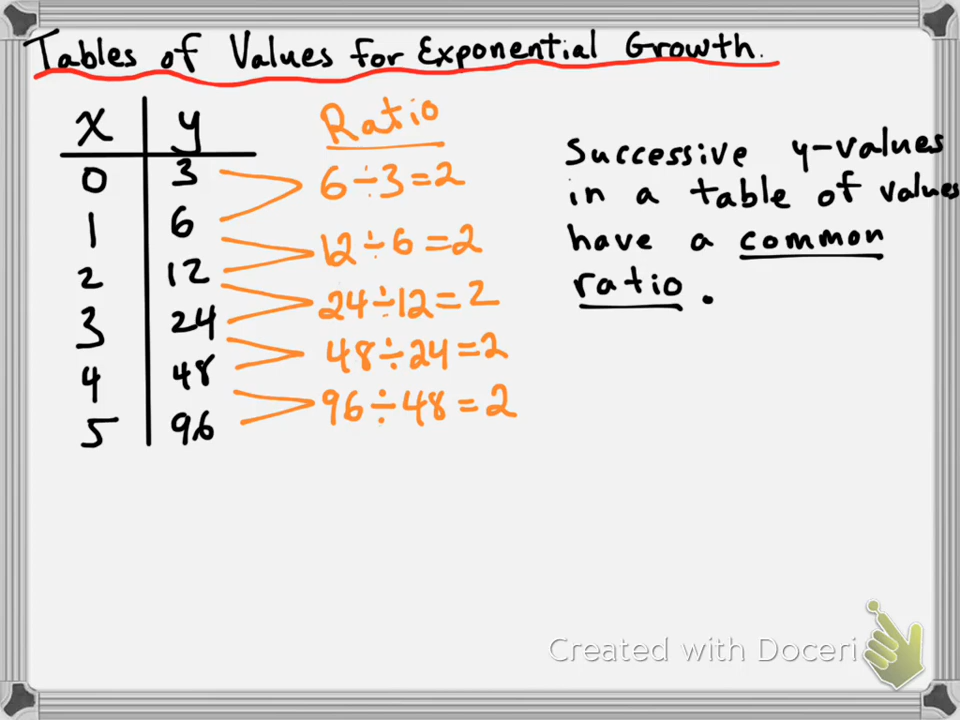 Tables of Values for Exponential Growth.
x y Ratio
0 3 6÷3=2
1 6
2 12 12÷6=2
3 24 24÷12=2
4 48 48÷24=2
5 96 96÷48=2
Successive y-values
in a table of values
have a common
ratio.
Created with Doceri